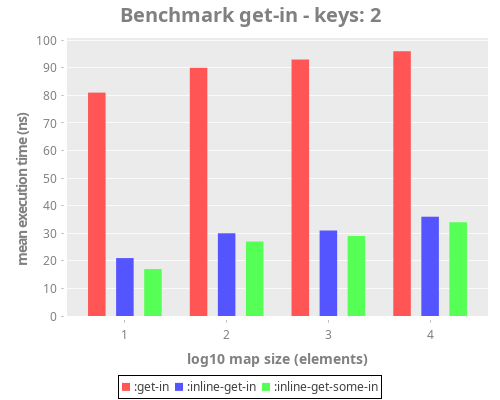 Benchmark get-in - keys: 2
mean execution time (ns)
100
90
80
70
60
50
40
30
20
10
0
1 2 3 4
log10 map size (elements)
:get-in :inline-get-in :inline-get-some-in